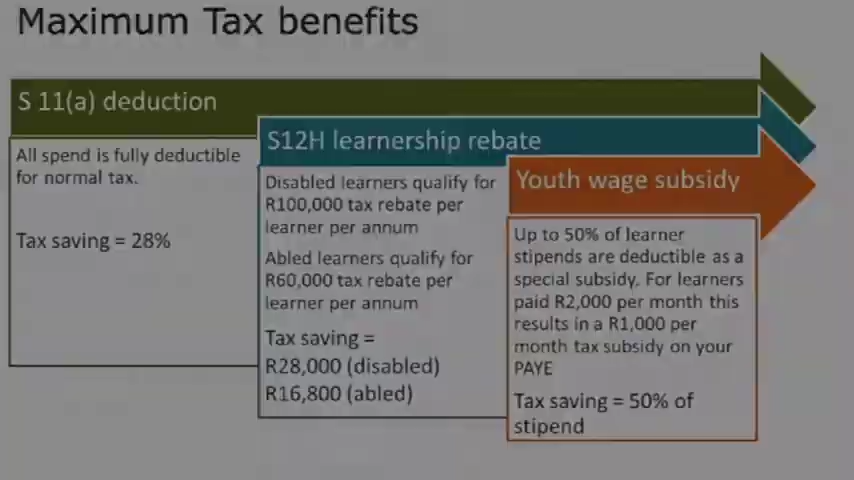 Maximum Tax benefits
S 11(a) deduction
All spend is fully deductible
for normal tax.
Tax saving = 28%
S12H learnership rebate
Disabled learners qualify for
R100,000 tax rebate per
learner per annum
Abled learners qualify for
R60,000 tax rebate per
learner per annum
Tax saving =
R28,000 (disabled)
R16,800 (abled)
Youth wage subsidy
Up to 50% of learner
stipends are deductible as a
special subsidy. For learners
paid R2,000 per month this
results in a R1,000 per
month tax subsidy on your
PAYE
Tax saving = 50% of
stipend